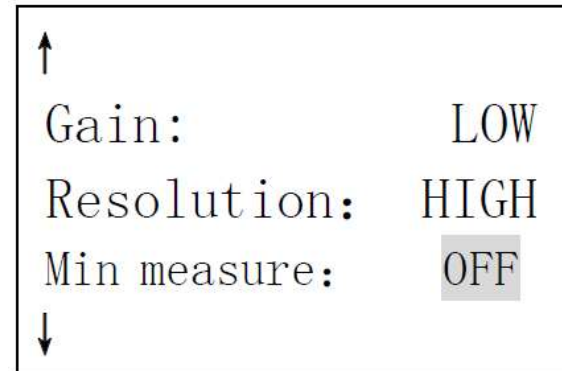 ↑
Gain: LOW
Resolution: HIGH
Min measure: OFF
↓